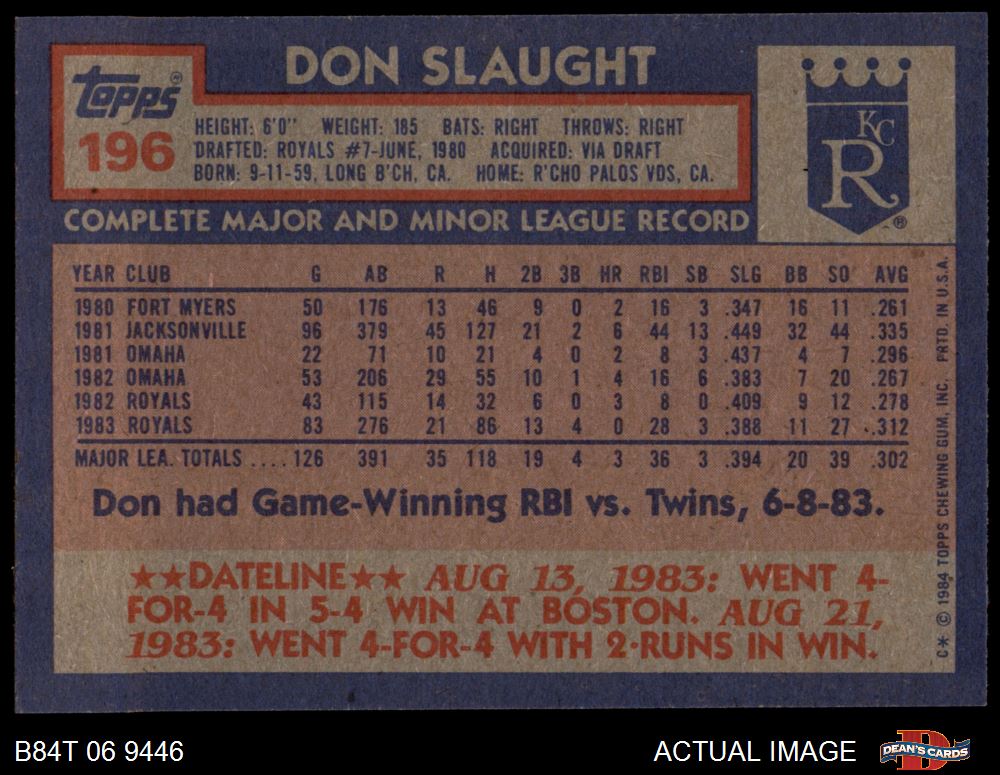 DON SLAUGHT
Topps®
196
HEIGHT: 6'0" WEIGHT: 185 BATS: RIGHT THROWS: RIGHT
DRAFTED: ROYALS #7-JUNE, 1980 ACQUIRED: VIA DRAFT
BORN: 9-11-59, LONG B'CH, CA. HOME: R'CHO PALOS VDS, CA.
KC
R
®
COMPLETE MAJOR AND MINOR LEAGUE RECORD
YEAR CLUB G AB R H 2B 3B HR RBI SB SLG BB SO AVG
1980 FORT MYERS 50 176 13 46 9 0 2 16 3 .347 16 11 .261
1981 JACKSONVILLE 96 379 45 127 21 2 6 44 13 .449 32 44 .335
1981 OMAHA 22 71 10 21 4 0 2 8 3 .437 4 7 .296
1982 OMAHA 53 206 29 55 10 1 4 16 6 .383 7 20 .267
1982 ROYALS 43 115 14 32 6 0 3 8 0 .409 9 12 .278
1983 ROYALS 83 276 21 86 13 4 0 28 3 .388 11 27 .312
MAJOR LEA. TOTALS ....126 391 35 118 19 4 3 36 3 .394 20 39 .302
Don had Game-Winning RBI vs. Twins, 6-8-83.
★★DATELINE★★ AUG 13, 1983: WENT 4-
FOR-4 IN 5-4 WIN AT BOSTON. AUG 21,
1983: WENT 4-FOR-4 WITH 2-RUNS IN WIN.
C* © 1984 TOPPS CHEWING GUM, INC. PRTD. IN U.S.A.
B84T 06 9446
ACTUAL IMAGE
D
DEAN'S CARDS